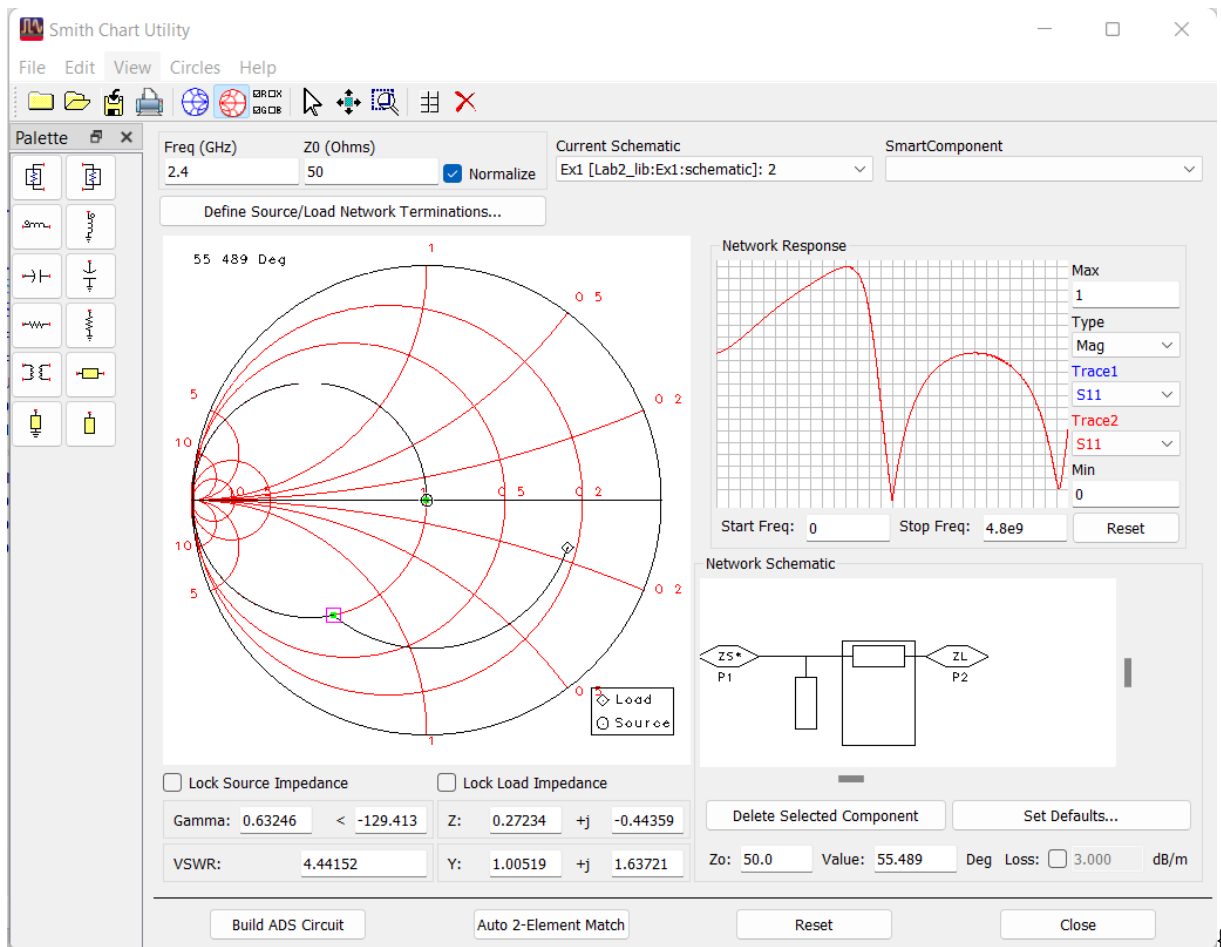 Smith Chart Utility
File Edit View Circles Help
Palette
Freq (GHz) Z0 (Ohms)
2.4 50 Normalize
Current Schematic
Ex1 [Lab2_lib:Ex1:schematic]: 2
SmartComponent
Define Source/Load Network Terminations...
55 489 Deg
1
0 5
5
0 2
10
10 5 1 0 5 0 2
10
5
0 2
0 5
1
Load
Source
Network Response
Max
1
Type
Mag
Trace1
S11
Trace2
S11
Min
0
Start Freq: 0 Stop Freq: 4.8e9 Reset
Network Schematic
ZS* ZL
P1 P2
Lock Source Impedance Lock Load Impedance
Gamma: 0.63246 < -129.413 Z: 0.27234 +j -0.44359
VSWR: 4.44152 Y: 1.00519 +j 1.63721
Delete Selected Component Set Defaults...
Zo: 50.0 Value: 55.489 Deg Loss: 3.000 dB/m
Build ADS Circuit Auto 2-Element Match Reset Close